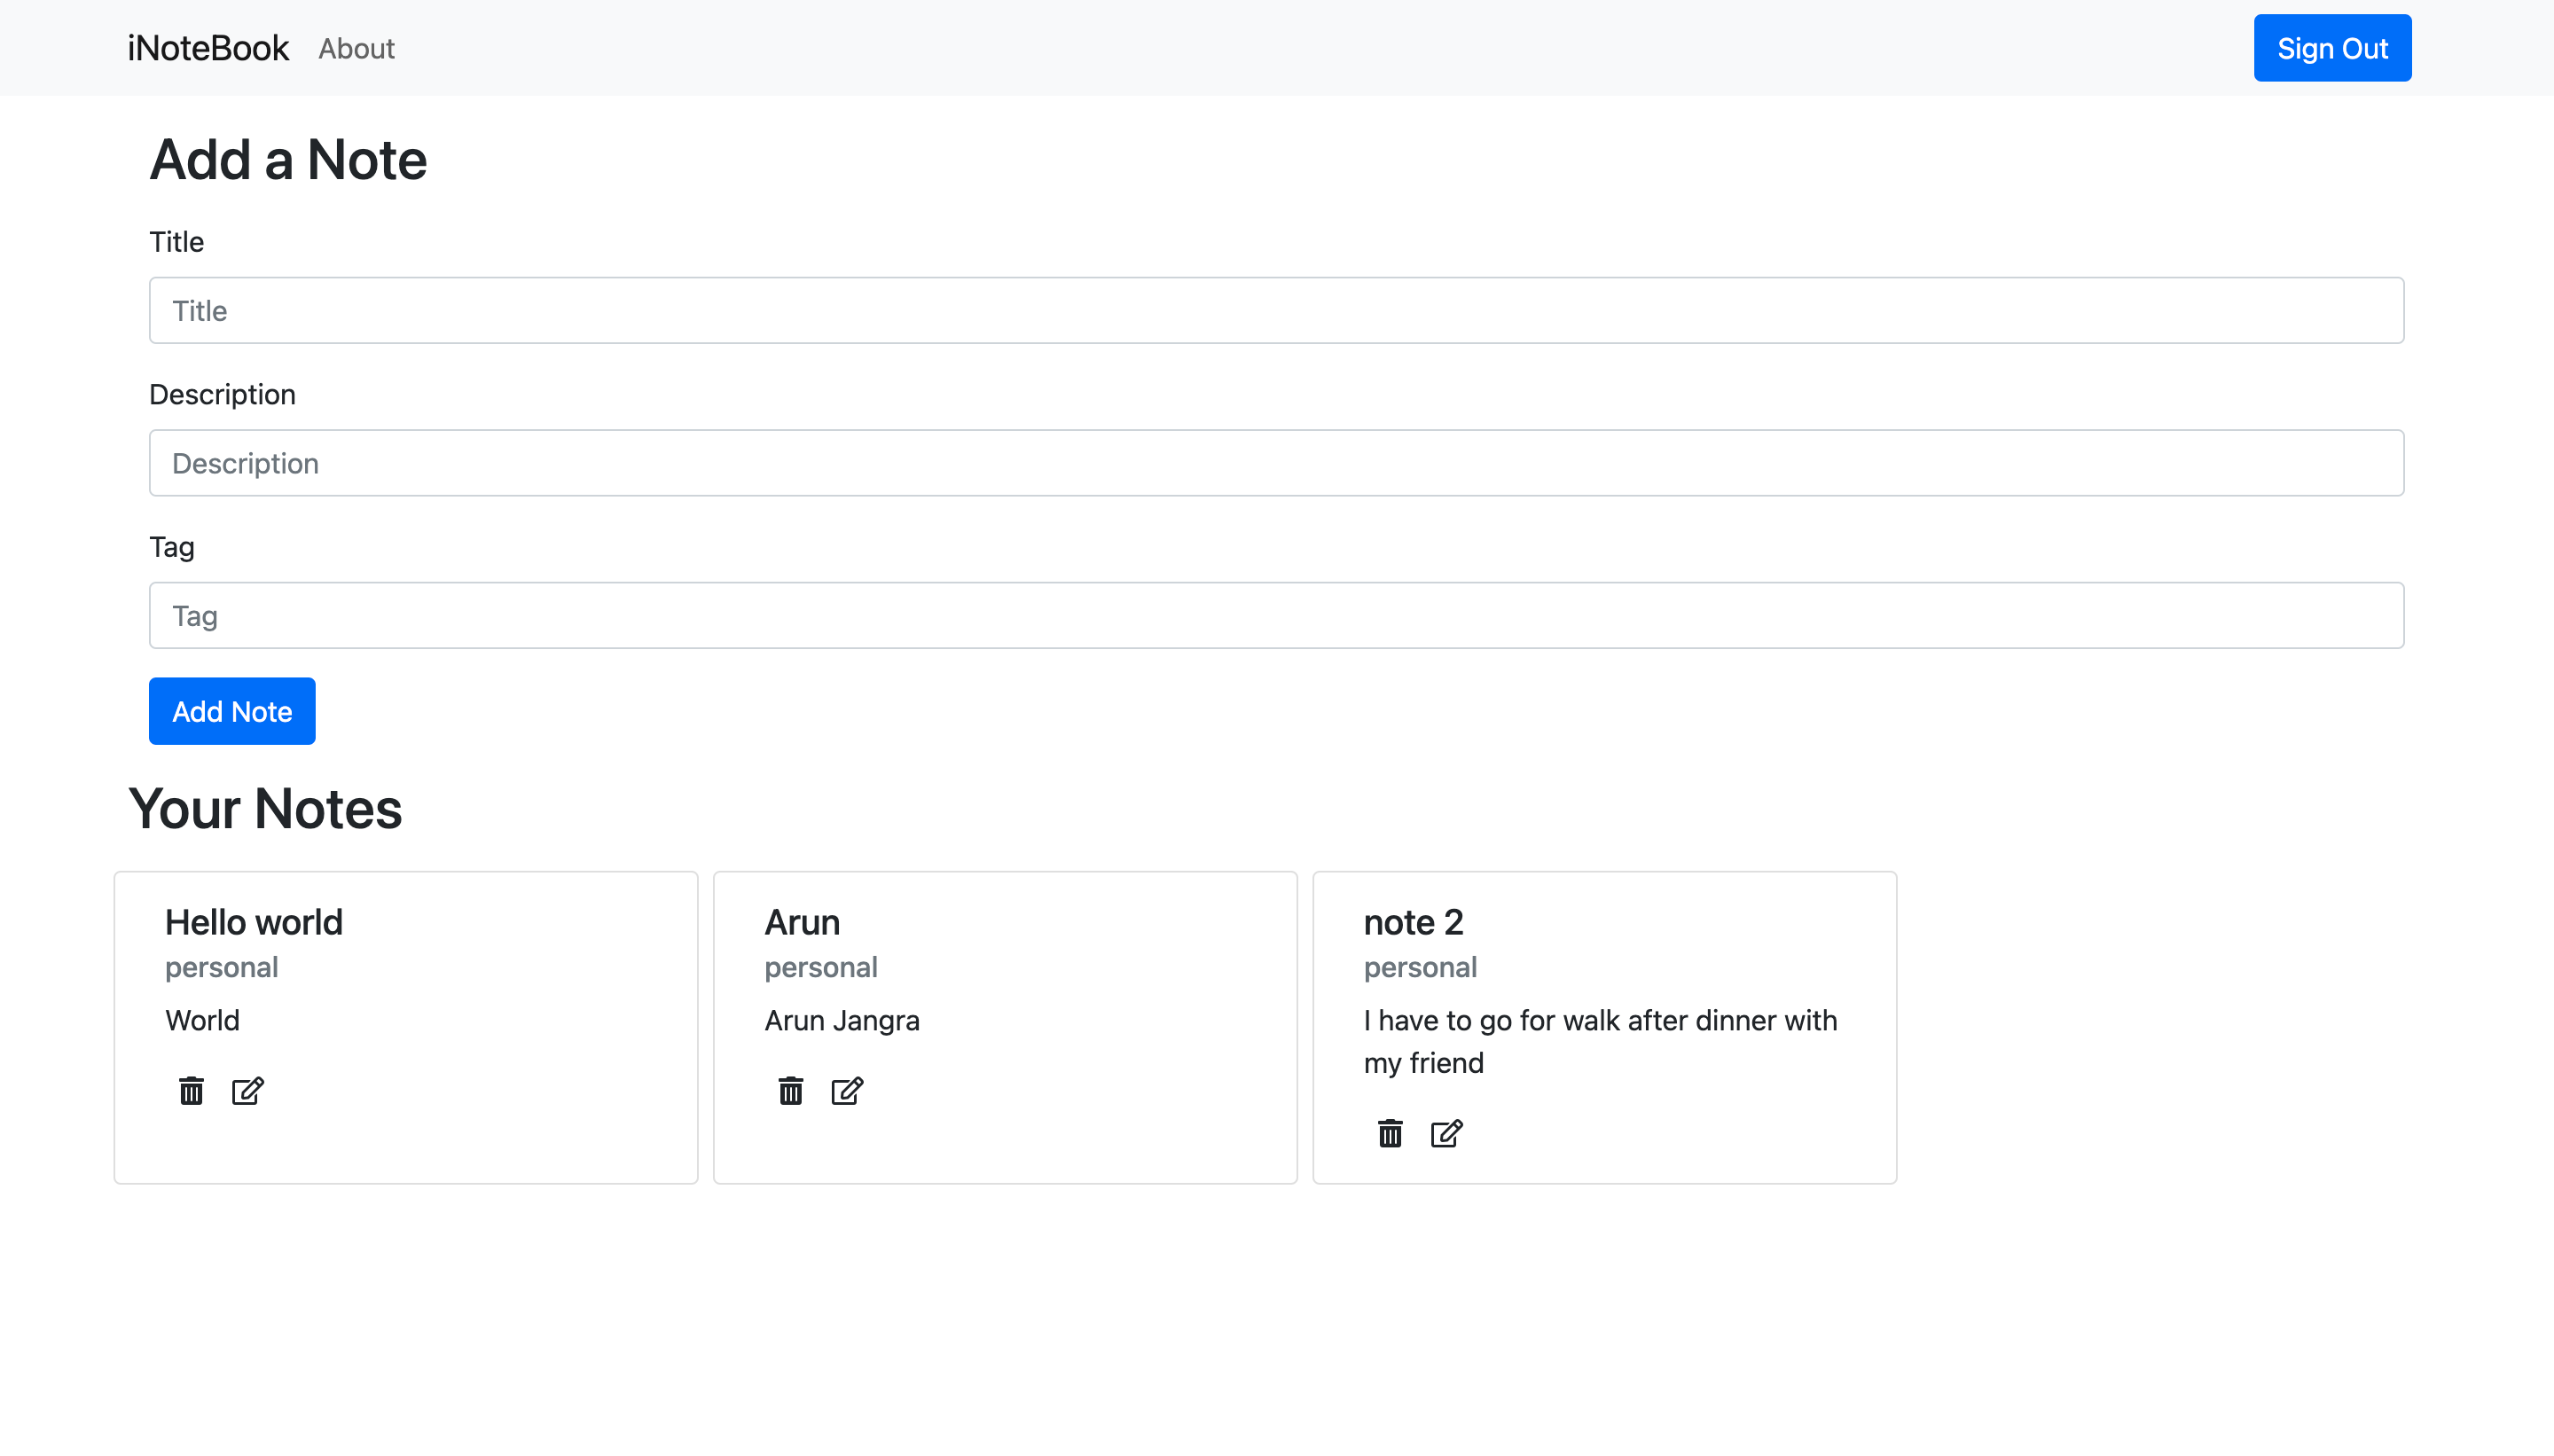 iNoteBook About Sign Out
Add a Note
Title
Title
Description
Description
Tag
Tag
Add Note
Your Notes
Hello world
personal
World
Arun
personal
Arun Jangra
note 2
personal
I have to go for walk after dinner with
my friend